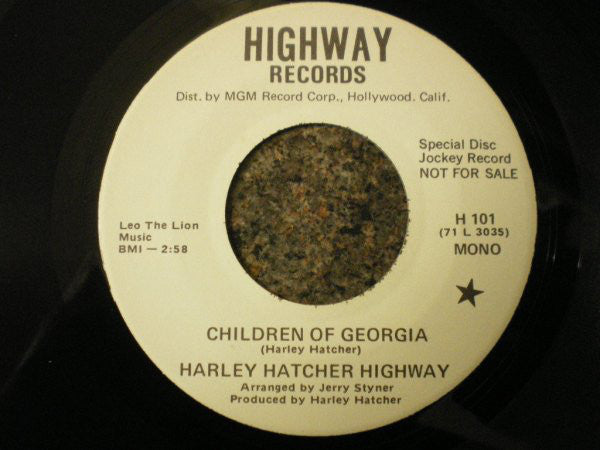 HIGHWAY
RECORDS
Dist. by MGM Record Corp., Hollywood. Calif.
Special Disc
Jockey Record
NOT FOR SALE
Leo The Lion
Music
BMI — 2:58
H 101
(71 L 3035)
MONO
CHILDREN OF GEORGIA
(Harley Hatcher)
HARLEY HATCHER HIGHWAY
Arranged by Jerry Styner
Produced by Harley Hatcher